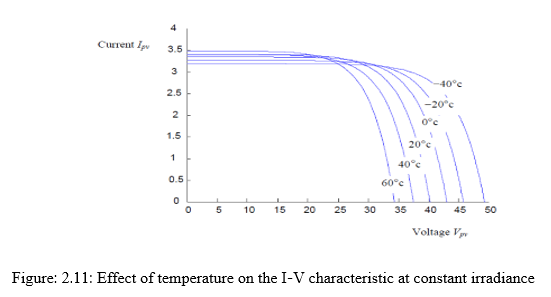 4
Current Ipv
3.5
3
2.5
2
1.5
1
0.5
0
-40°c
-20°c
0°c
20°c
40°c
60°c
0 5 10 15 20 25 30 35 40 45 50
Voltage Vpv
Figure: 2.11: Effect of temperature on the I-V characteristic at constant irradiance